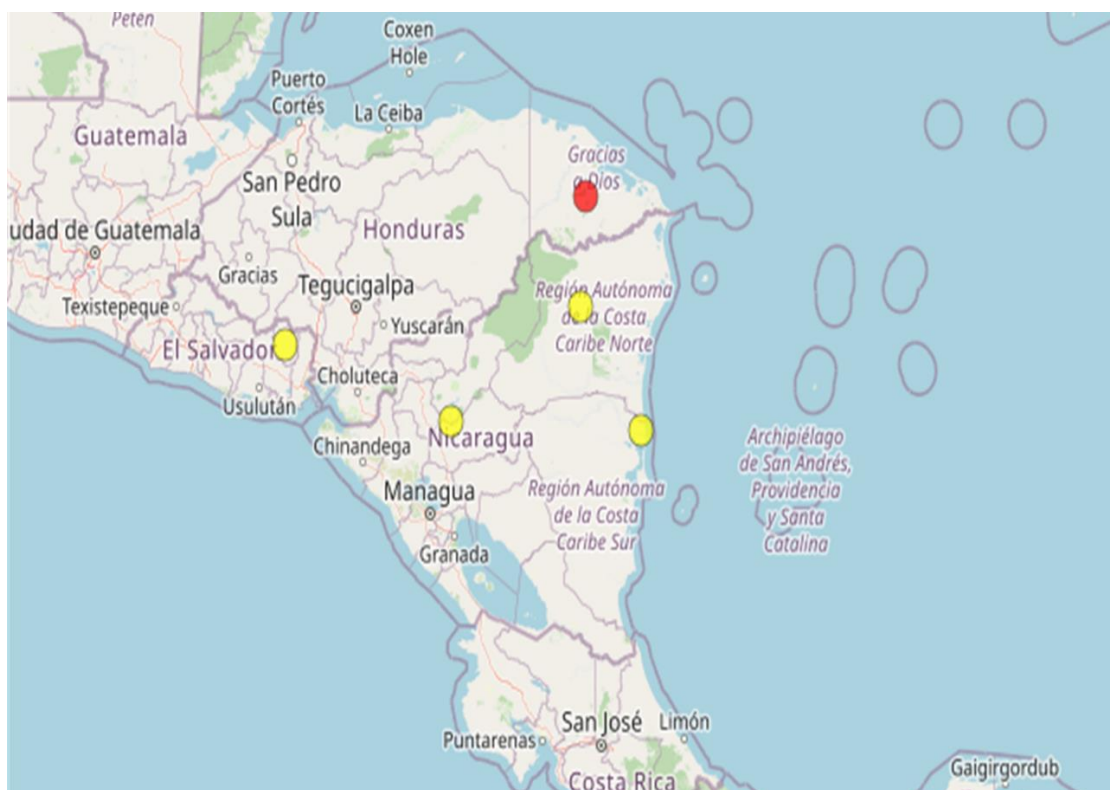 Petén
Coxen
Hole
Puerto
Cortés
La Ceiba
Guatemala
Gracias
a Dios
San Pedro
Sula
Honduras
udad de Guatemala
Gracias
Tegucigalpa
Región Autónoma
de la Costa
Caribe Norte
Texistepeque
Yuscarán
El Salvador
Choluteca
Usulután
Chinandega
Nicaragua
Archipiélago
de San Andrés,
Providencia
y Santa
Catalina
Managua
Región Autónoma
de la Costa
Caribe Sur
Granada
San José
Limón
Puntarenas
Gaigirgordub
Costa Rica